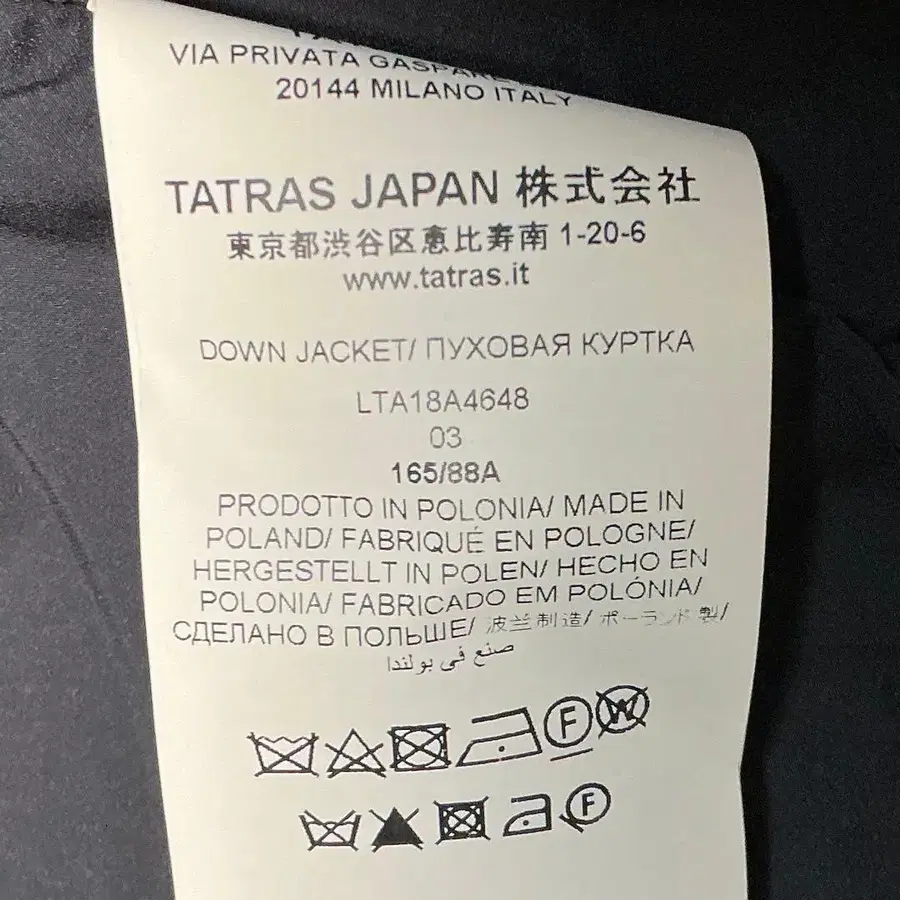 VIA PRIVATA
20144 MILANO ITALY
TATRAS JAPAN 株式会社
東京都渋谷区恵比寿南 1-20-6
www.tatras.it
DOWN JACKET/ ПУХОВАЯ КУРТКА
LTA18A4648
03
165/88A
PRODOTTO IN POLONIA/ MADE IN
POLAND/ FABRIQUÉ EN POLOGNE/
HERGESTELLT IN POLEN/ HECHO EN
POLONIA/ FABRICADO EM POLÓNIA/
СДЕЛАНО В ПОЛЬШЕ/ 波兰制造/ ポーランド 製/
صنع في بولندا
F W
F